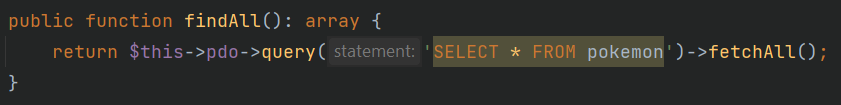 public function findAll(): array {
    return $this->pdo->query( statement: 'SELECT * FROM pokemon')->fetchAll();
}